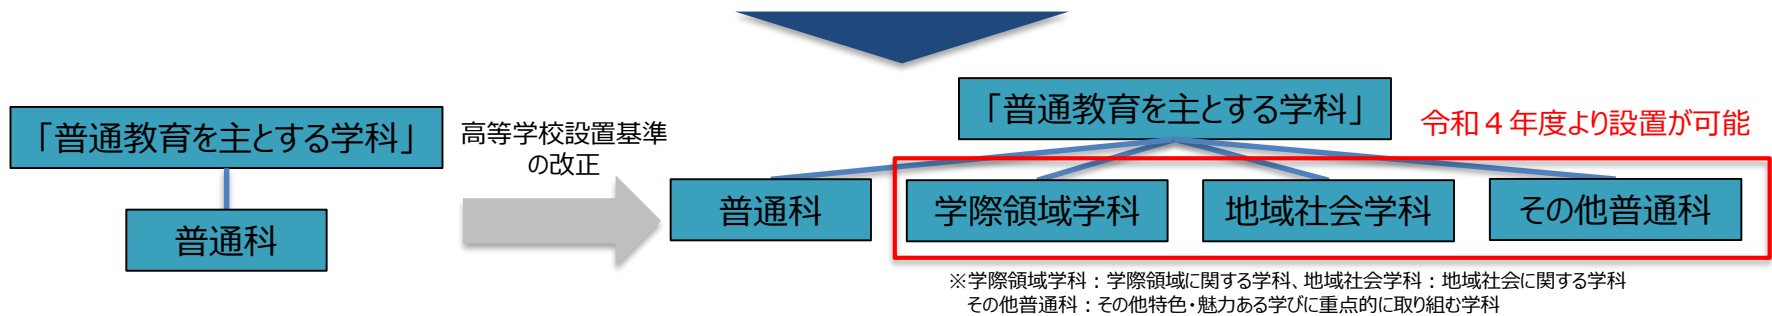 「普通教育を主とする学科」
普通科
高等学校設置基準
の改正
「普通教育を主とする学科」
令和４年度より設置が可能
普通科
学際領域学科
地域社会学科
その他普通科
※学際領域学科：学際領域に関する学科、地域社会学科：地域社会に関する学科
その他普通科：その他特色・魅力ある学びに重点的に取り組む学科